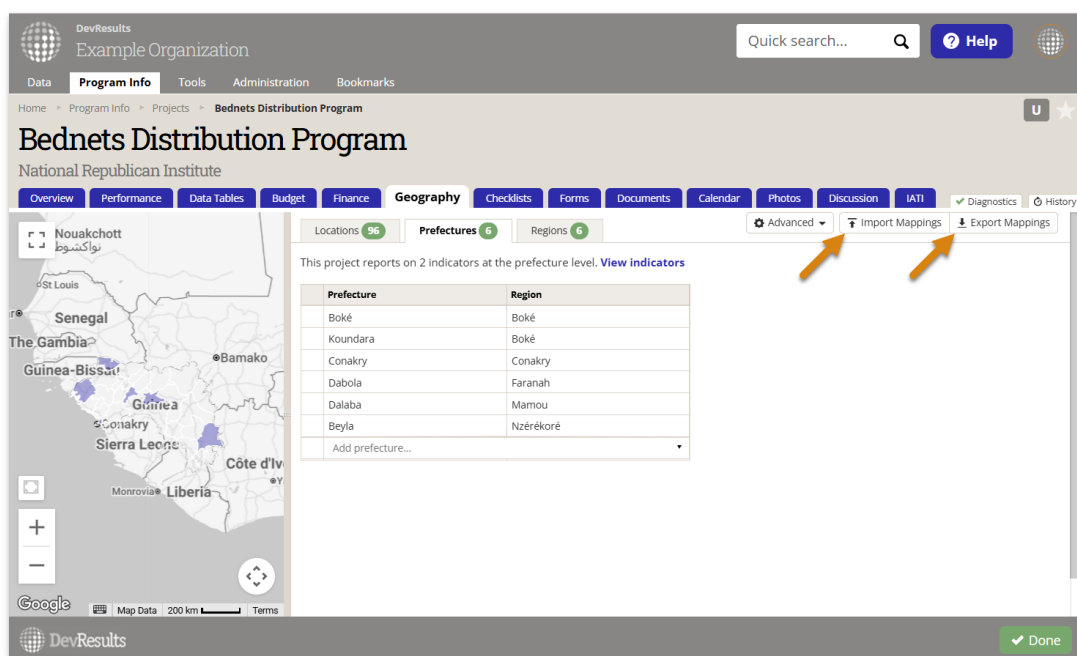 DevResults
Example Organization
Quick search...
Help
Data Program Info Tools Administration Bookmarks
Home Program Info Projects Bednets Distribution Program
U
Bednets Distribution Program
National Republican Institute
Overview Performance Data Tables Budget Finance Geography Checklists Forms Documents Calendar Photos Discussion IATI Diagnostics History
Locations 96 Prefectures 6 Regions 6 Advanced Import Mappings Export Mappings
This project reports on 2 indicators at the prefecture level. View indicators
Prefecture Region
Boké Boké
Koundara Boké
Conakry Conakry
Dabola Faranah
Dalaba Mamou
Beyla Nzérékoré
Add prefecture...
Nouakchott
نواكشوط
St Louis
Senegal
The Gambia
Bamako
Guinea-Bissau
Guinea
Conakry
Sierra Leone
Côte d'Iv
Monrovia Liberia
Google Map Data 200 km Terms
DevResults
Done